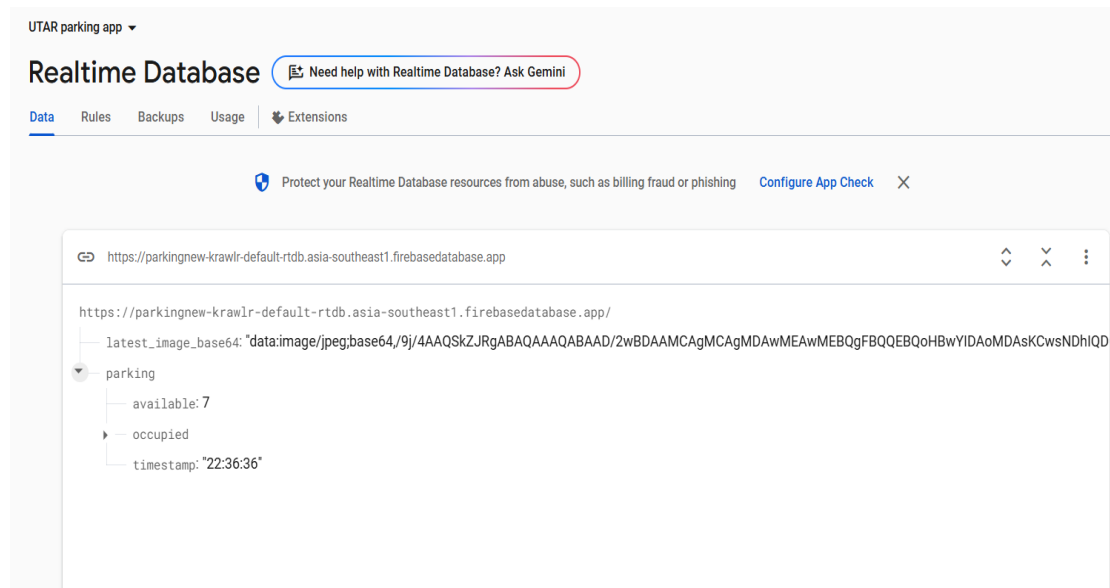 UTAR parking app
Realtime Database Need help with Realtime Database? Ask Gemini
Data Rules Backups Usage Extensions
Protect your Realtime Database resources from abuse, such as billing fraud or phishing Configure App Check
https://parkingnew-krawlr-default-rtdb.asia-southeast1.firebasedatabase.app
https://parkingnew-krawlr-default-rtdb.asia-southeast1.firebasedatabase.app/
latest_image_base64: "data:image/jpeg;base64,/9j/4AAQSkZJRgABAQAAAQABAAD/2wBDAAMCAgMCAgMDAwMEAwMEBQgFBQQEBQoHBwYIDAoMDAsKCwsNDhIQD
parking
available: 7
occupied
timestamp: "22:36:36"